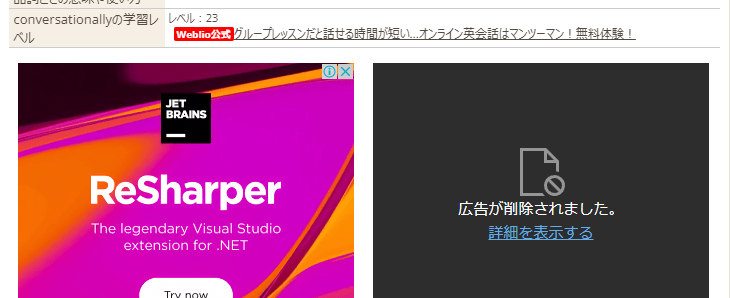 conversationallyの学習レ
ベル
レベル:23
Weblio公式 グループレッスンだと話せる時間が短い...オンライン英会話はマンツーマン!無料体験!
JET
BRAINS
ReSharper
The legendary Visual Studio
extension for .NET
Try now
広告が削除されました。
詳細を表示する